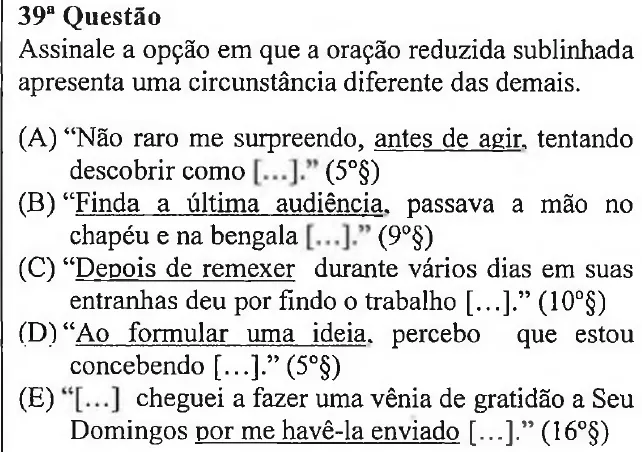 39ª Questão
Assinale a opção em que a oração reduzida sublinhada
apresenta uma circunstância diferente das demais.
(A) “Não raro me surpreendo, antes de agir, tentando
descobrir como [...].” (5º§)
(B) “Finda a última audiência, passava a mão no
chapéu e na bengala [...].” (9º§)
(C) “Depois de remexer durante vários dias em suas
entranhas deu por findo o trabalho [...].” (10º§)
(D) “Ao formular uma ideia, percebo que estou
concebendo [...].” (5º§)
(E) “[...] cheguei a fazer uma vênia de gratidão a Seu
Domingos por me havê-la enviado [...].” (16º§)